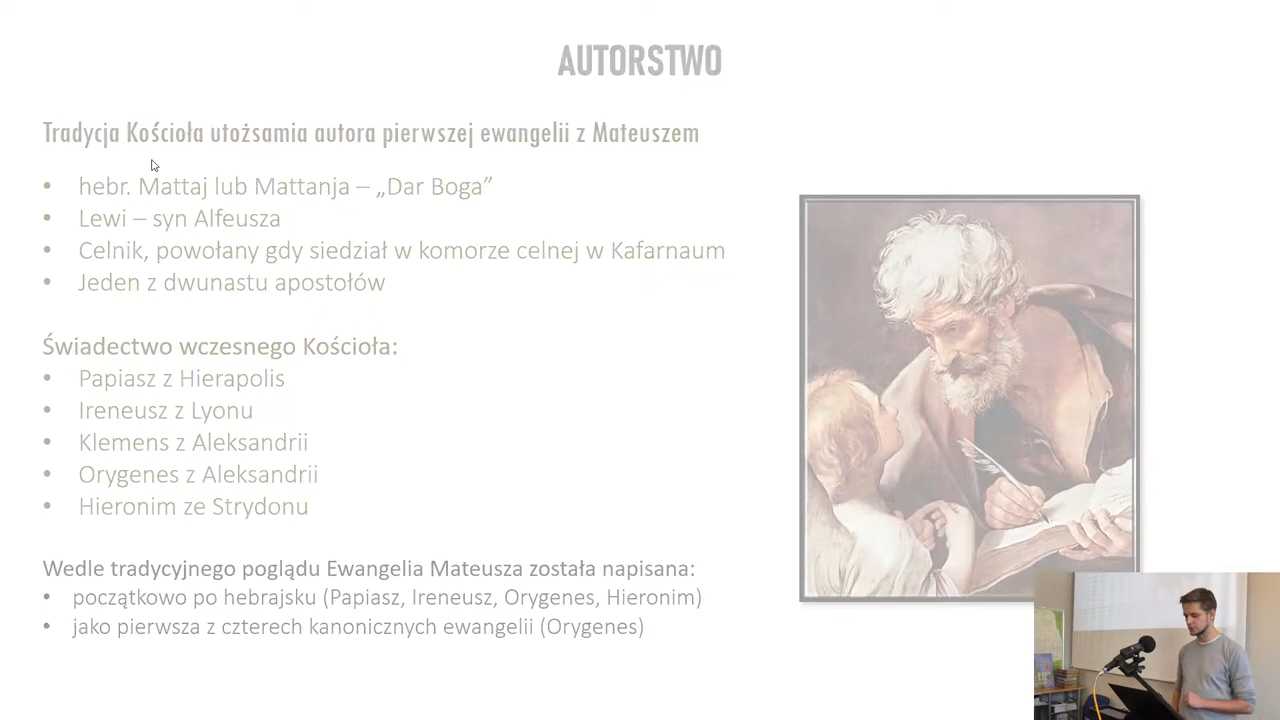 AUTORSTWO
Tradycja Kościoła utożsamia autora pierwszej ewangelii z Mateuszem
• hebr. Mattaj lub Mattanja – „Dar Boga”
• Lewi – syn Alfeusza
• Celnik, powołany gdy siedział w komorze celnej w Kafarnaum
• Jeden z dwunastu apostołów
Świadectwo wczesnego Kościoła:
• Papiasz z Hierapolis
• Ireneusz z Lyonu
• Klemens z Aleksandrii
• Orygenes z Aleksandrii
• Hieronim ze Strydonu
Wedle tradycyjnego poglądu Ewangelia Mateusza została napisana:
• początkowo po hebrajsku (Papiasz, Ireneusz, Orygenes, Hieronim)
• jako pierwsza z czterech kanonicznych ewangelii (Orygenes)